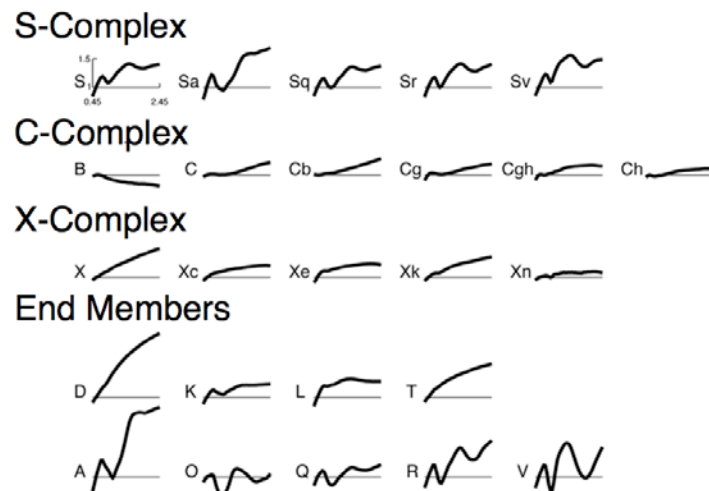 S-Complex
1.5
S 1 Sa Sq Sr Sv
0.45 2.45
C-Complex
B C Cb Cg Cgh Ch
X-Complex
X Xc Xe Xk Xn
End Members
D K L T
A O Q R V